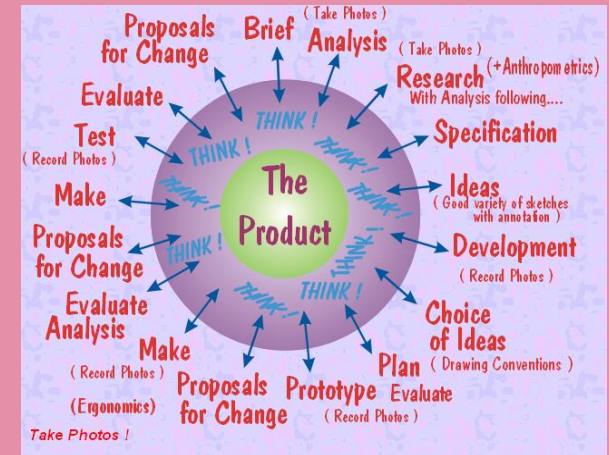 Brief
( Take Photos )
Analysis
( Take Photos )
Research (+Anthropometrics)
With Analysis following....
Specification
Ideas
( Good variety of sketches
with annotation )
Development
( Record Photos )
Choice
of Ideas
Plan ( Drawing Conventions )
Evaluate
Prototype
( Record Photos )
Proposals
for Change
Make
( Record Photos )
(Ergonomics)
Evaluate
Analysis
Proposals
for Change
Make
Test
( Record Photos )
Evaluate
Proposals
for Change
THINK !
THINK !
THINK !
THINK !
THINK !
THINK !
THINK !
THINK !
THINK !
The
Product
Take Photos !